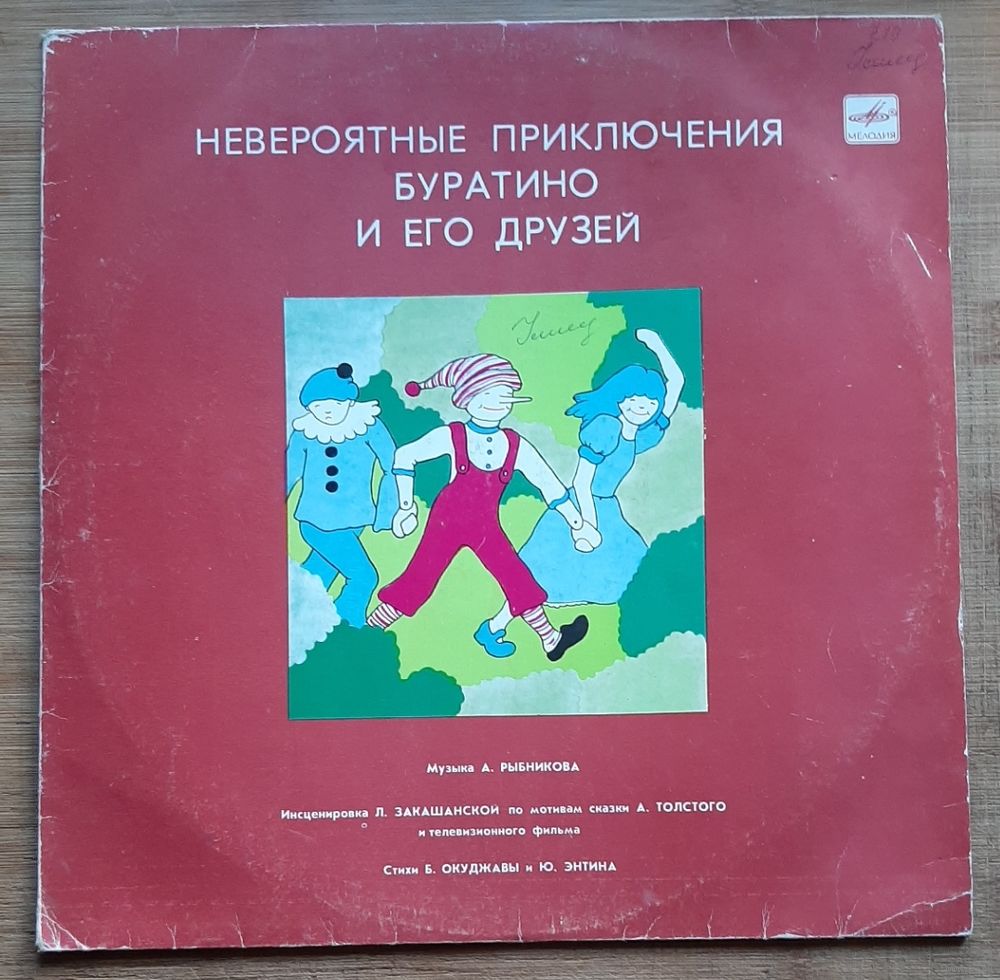 МЕЛОДИЯ
НЕВЕРОЯТНЫЕ ПРИКЛЮЧЕНИЯ
БУРАТИНО
И ЕГО ДРУЗЕЙ
Музыка А. РЫБНИКОВА
Инсценировка Л. ЗАКАШАНСКОЙ по мотивам сказки А. ТОЛСТОГО
и телевизионного фильма
Стихи Б. ОКУДЖАВЫ и Ю. ЭНТИНА